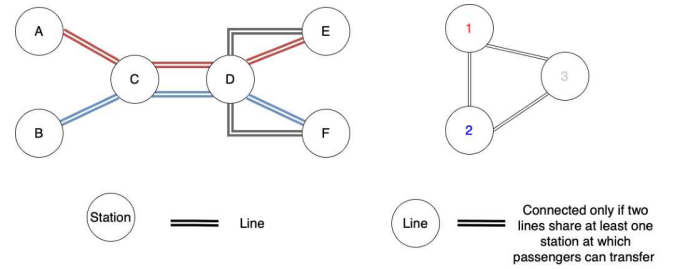 A
E
1
C
D
3
B
F
2
Station
Line
Line
Connected only if two
lines share at least one
station at which
passengers can transfer